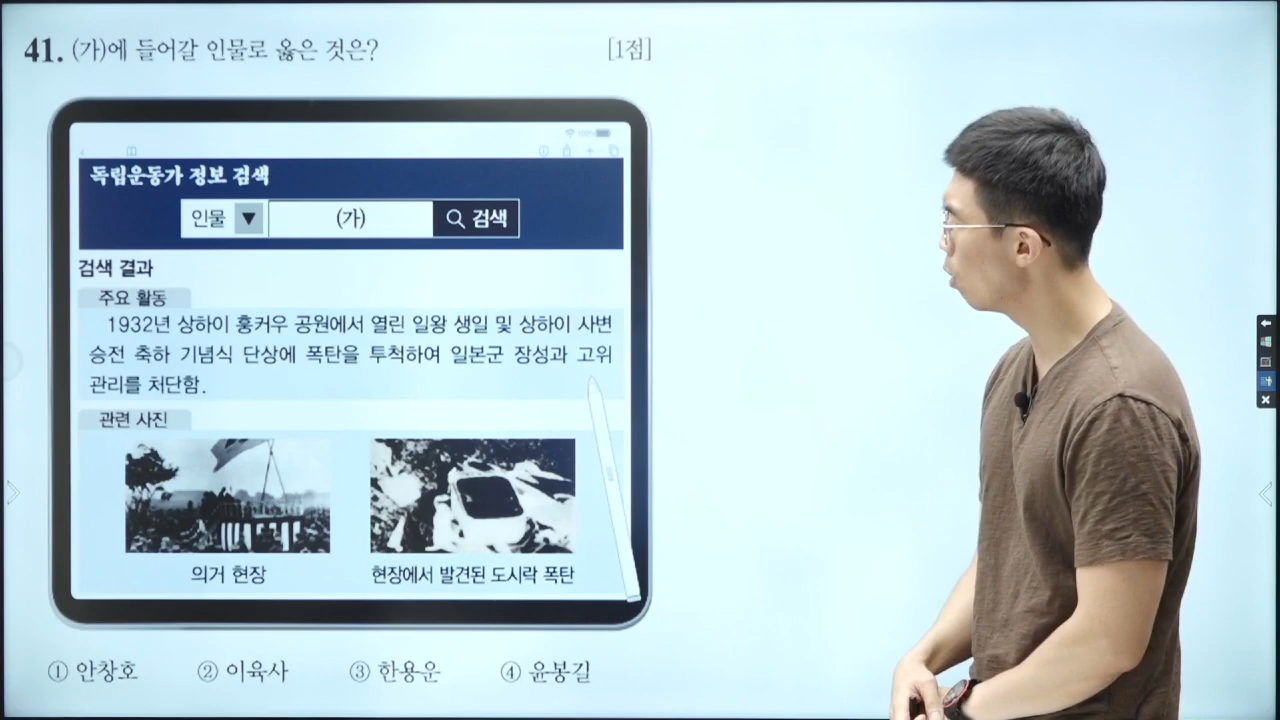 41. (가)에 들어갈 인물로 옳은 것은? [1점]
100%
독립운동가 정보 검색
인물 ▼ (가) 검색
검색 결과
주요 활동
1932년 상하이 훙커우 공원에서 열린 일왕 생일 및 상하이 사변
승전 축하 기념식 단상에 폭탄을 투척하여 일본군 장성과 고위
관리를 처단함.
관련 사진
의거 현장 현장에서 발견된 도시락 폭탄
① 안창호 ② 이육사 ③ 한용운 ④ 윤봉길